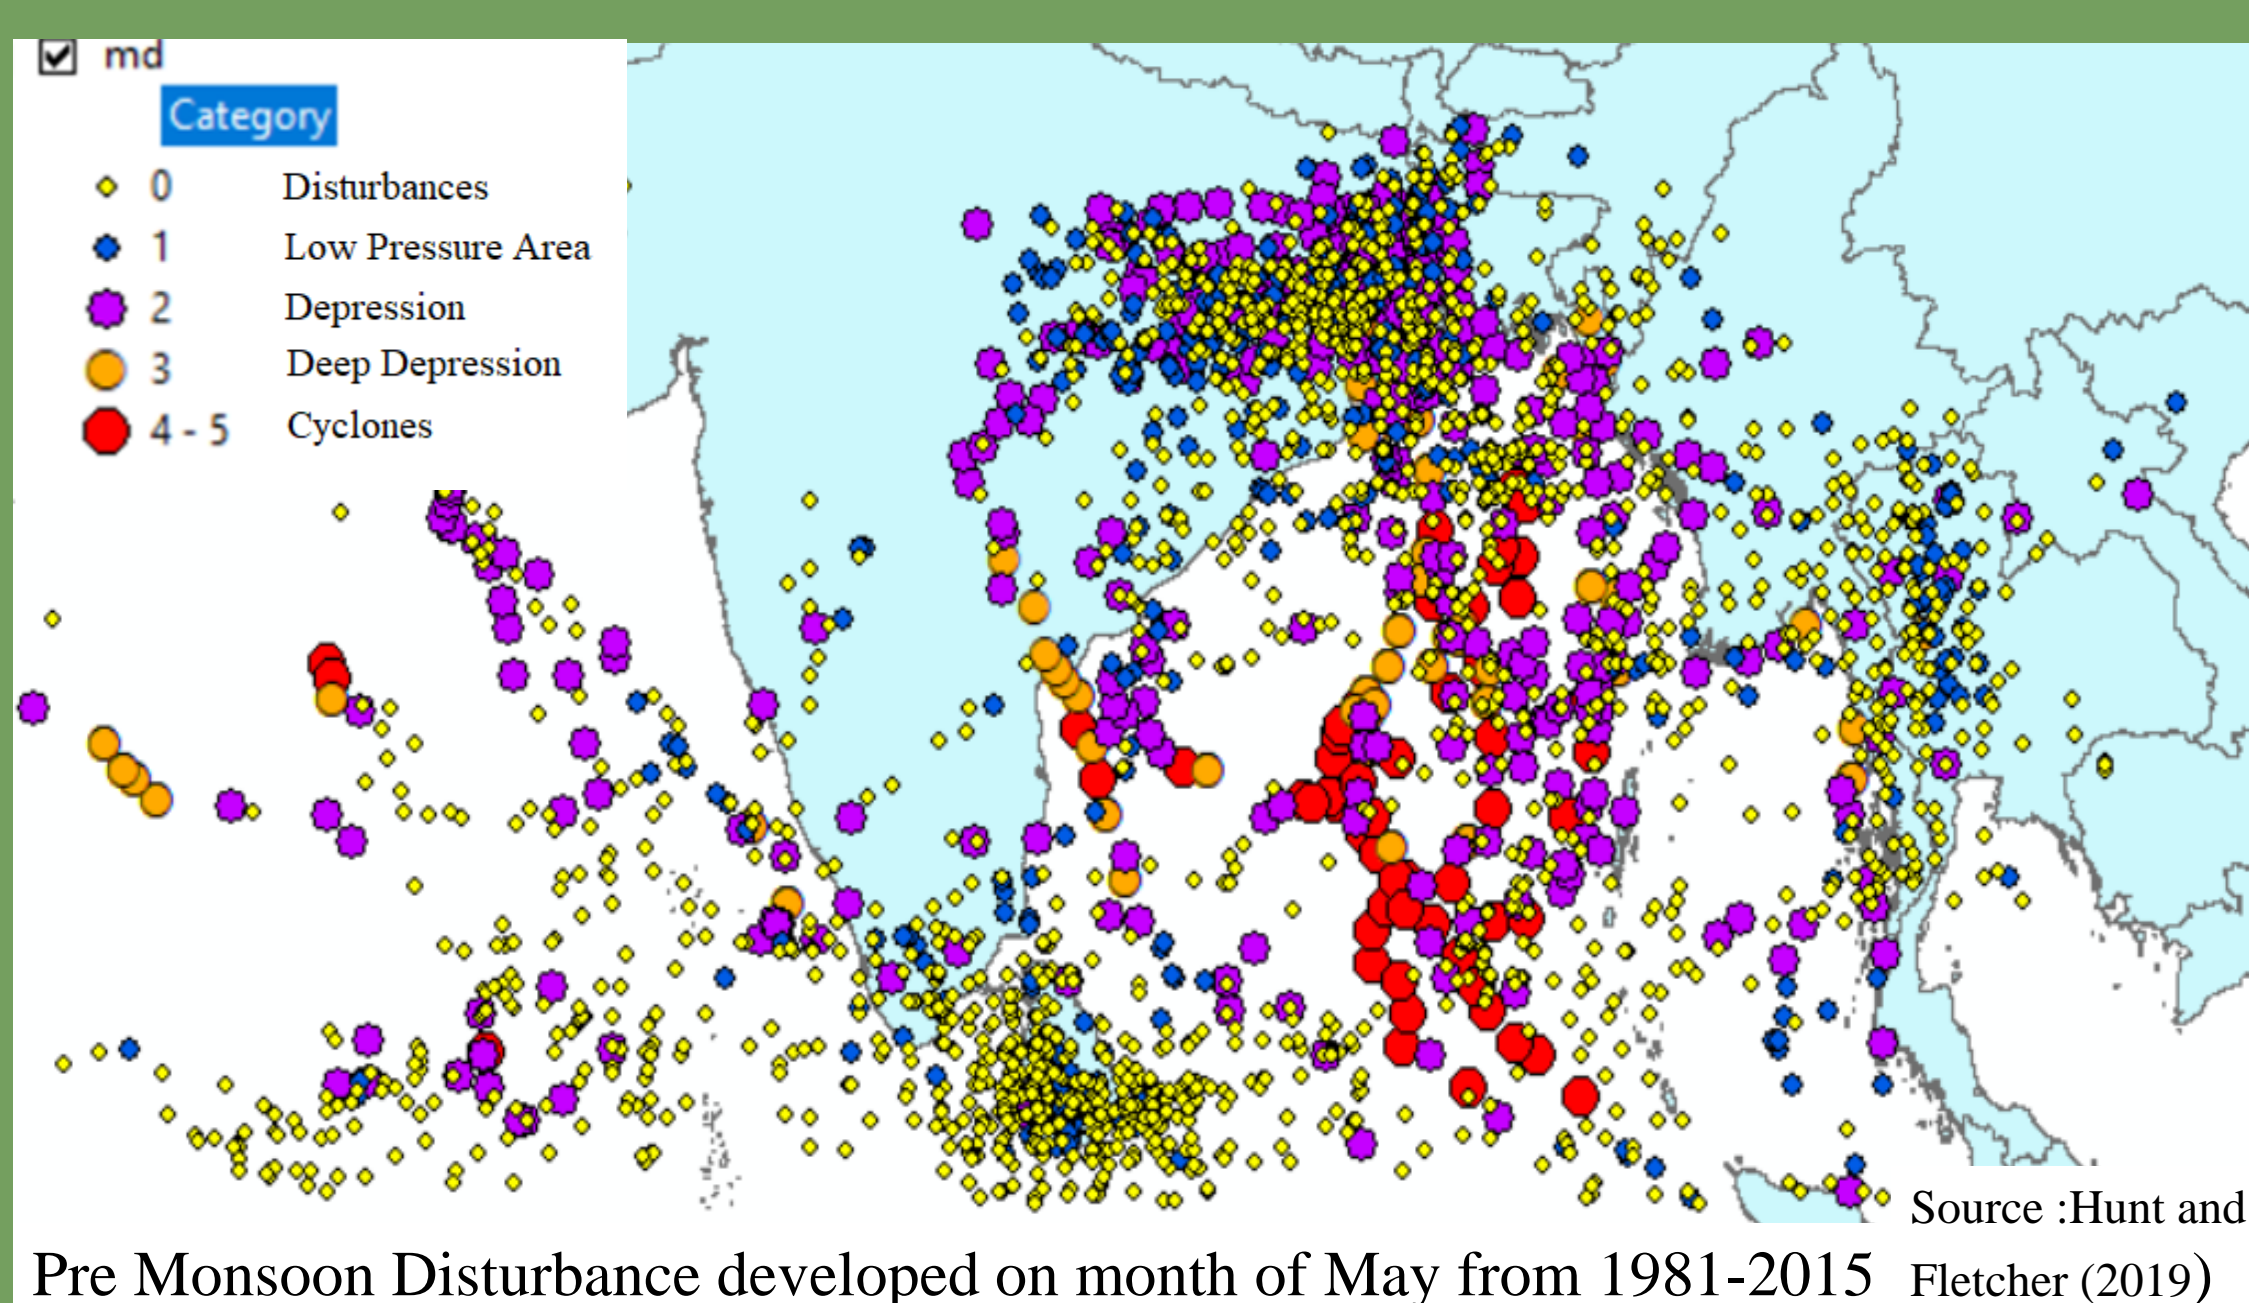 md
Category
0 Disturbances
1 Low Pressure Area
2 Depression
3 Deep Depression
4 - 5 Cyclones
Source :Hunt and
Fletcher (2019)
Pre Monsoon Disturbance developed on month of May from 1981-2015